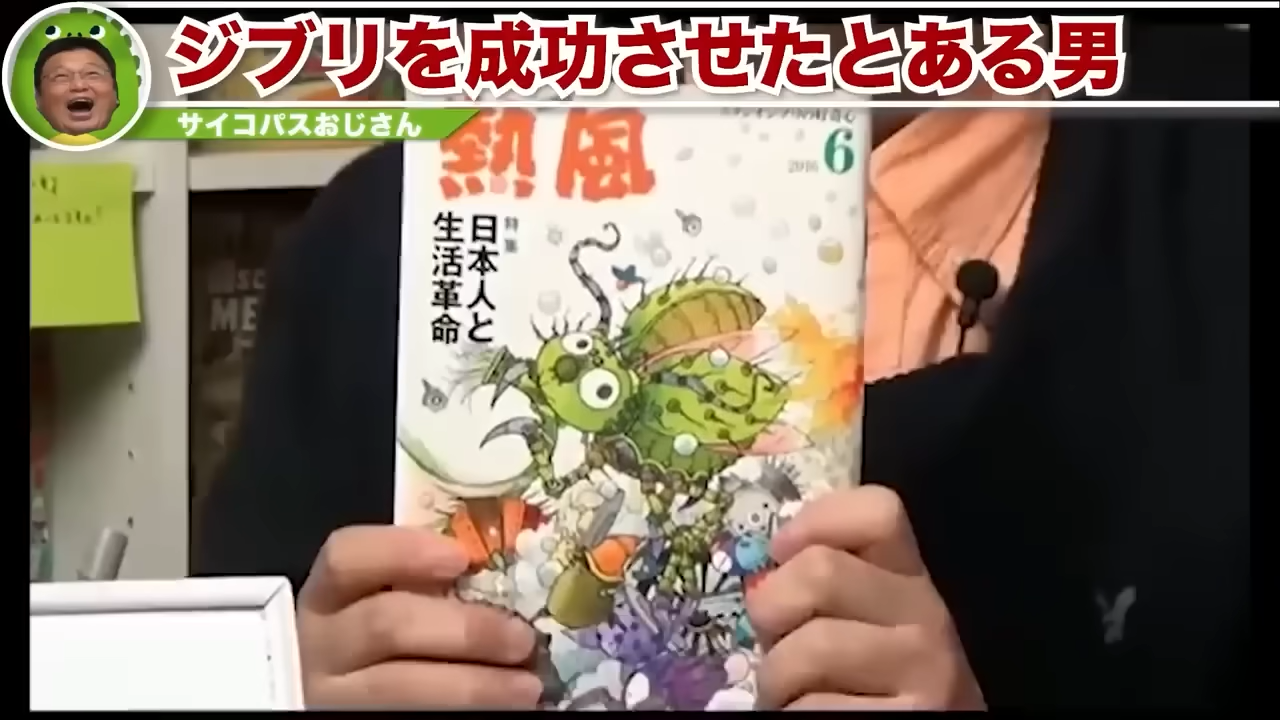 ジブリを成功させたとある男
サイコパスおじさん
2016 6
熱風
特集
日本人と
生活革命